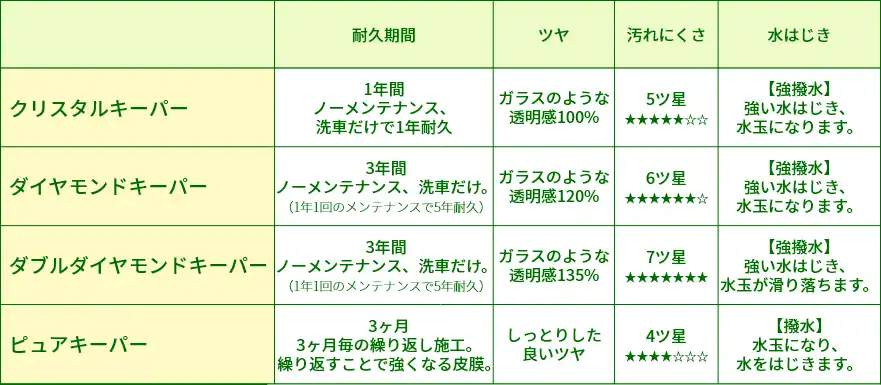 耐久期間
ツヤ
汚れにくさ
水はじき
クリスタルキーパー
1年間
ノーメンテナンス、
洗車だけで1年耐久
ガラスのような
透明感100%
5ツ星
★★★★★☆☆
【強撥水】
強い水はじき、
水玉になります。
ダイヤモンドキーパー
3年間
ノーメンテナンス、洗車だけ。
（1年1回のメンテナンスで5年耐久）
ガラスのような
透明感120%
6ツ星
★★★★★★☆
【強撥水】
強い水はじき、
水玉になります。
ダブルダイヤモンドキーパー
3年間
ノーメンテナンス、洗車だけ。
（1年1回のメンテナンスで5年耐久）
ガラスのような
透明感135%
7ツ星
★★★★★★★
【強撥水】
強い水はじき、
水玉が滑り落ちます。
ピュアキーパー
3ヶ月
3ヶ月毎の繰り返し施工。
繰り返すことで強くなる皮膜。
しっとりした
良いツヤ
4ツ星
★★★★☆☆☆
【撥水】
水玉になり、
水をはじきます。